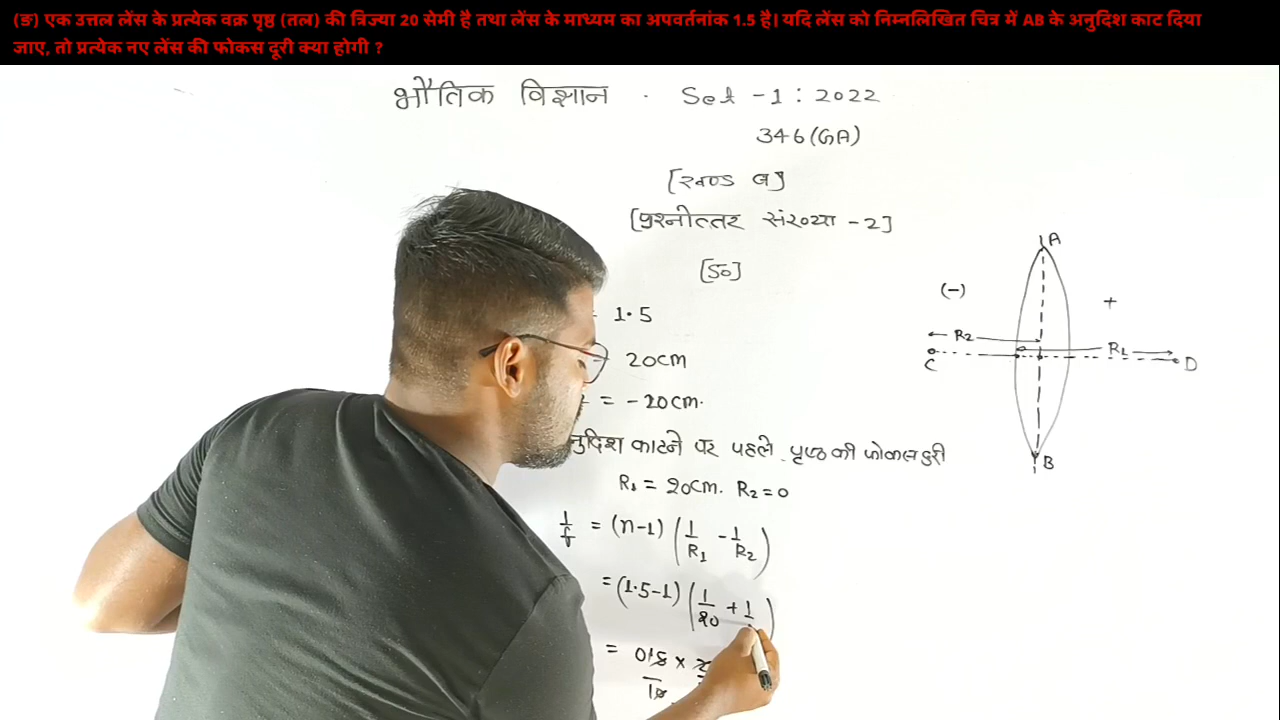 (ङ) एक उत्तल लेंस के प्रत्येक वक्र पृष्ठ (तल) की त्रिज्या 20 सेमी है तथा लेंस के माध्यम का अपवर्तनांक 1.5 है। यदि लेंस को निम्नलिखित चित्र में AB के अनुदिश काट दिया
जाए, तो प्रत्येक नए लेंस की फोकस दूरी क्या होगी ?
भौतिक विज्ञान . Set -1 : 2022
346 (GA)
[खण्ड ब]
[प्रश्नोत्तर संख्या -2]
[ङ]
1.5
20cm
= -20cm.
काटने पर पहले पृष्ठ की फोकस दुरी
R₁ = 20cm. R₂ = 0
1/f = (n-1) (1/R₁ - 1/R₂)
= (1.5-1) (1/20 + 1
=
A
(-) +
R₂
R₁
C D
B